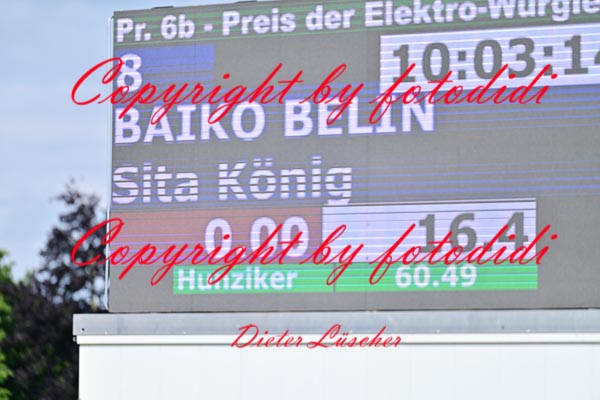 Pr. 6b - Preis der Elektro-Würgle
8 10:03:14
Copyright by fotodidi
BAIKO BELIN
Sita König
0.00 16.4
Copyright by fotodidi
Hunziker 60.49
Dieter Lüscher